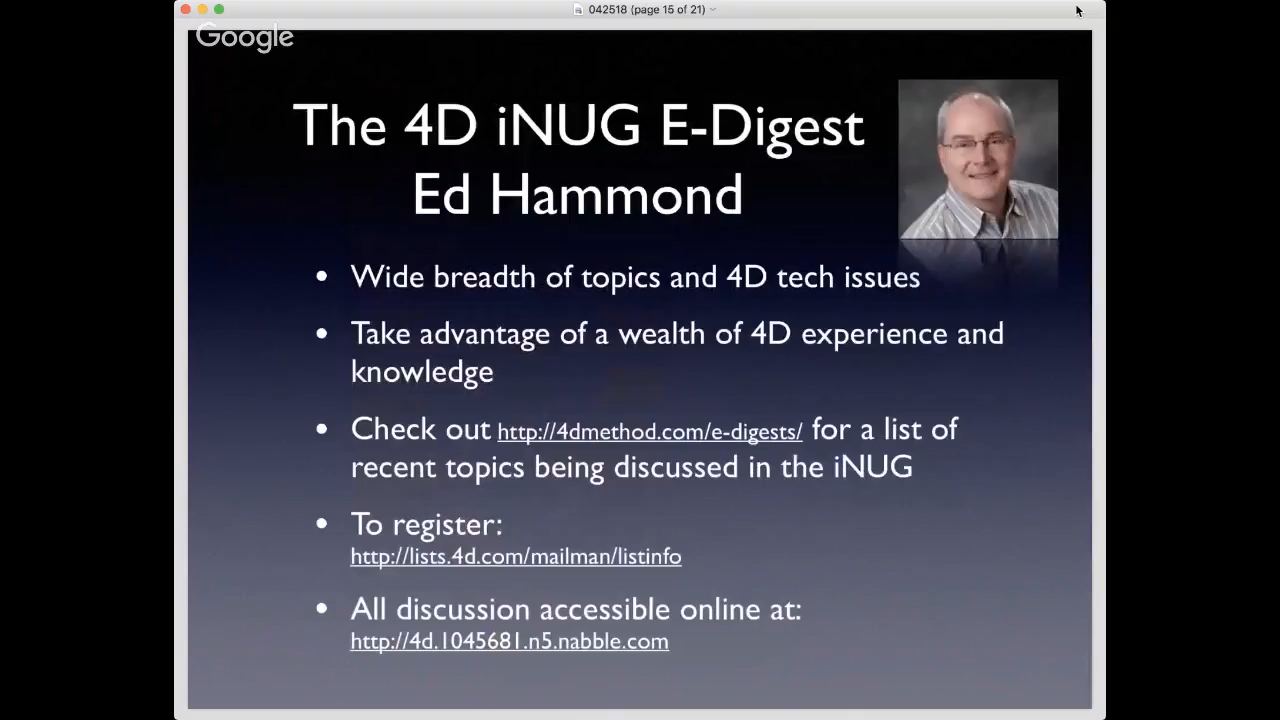 042518 (page 15 of 21)
Google
The 4D iNUG E-Digest
Ed Hammond
• Wide breadth of topics and 4D tech issues
• Take advantage of a wealth of 4D experience and
knowledge
• Check out http://4dmethod.com/e-digests/ for a list of
recent topics being discussed in the iNUG
• To register:
http://lists.4d.com/mailman/listinfo
• All discussion accessible online at:
http://4d.1045681.n5.nabble.com